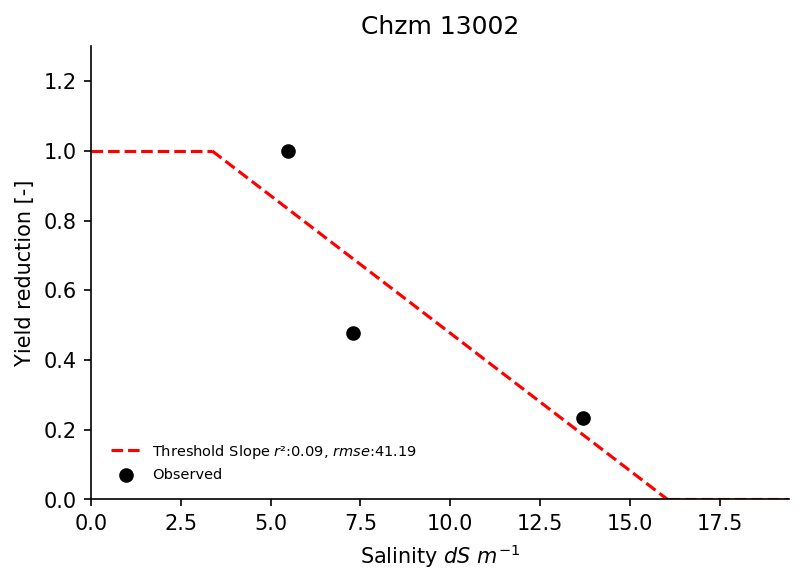 Chzm 13002
Yield reduction [-]
1.2
1.0
0.8
0.6
0.4
0.2
0.0
Threshold Slope r²:0.09, rmse:41.19
Observed
0.0 2.5 5.0 7.5 10.0 12.5 15.0 17.5
Salinity dS m⁻¹